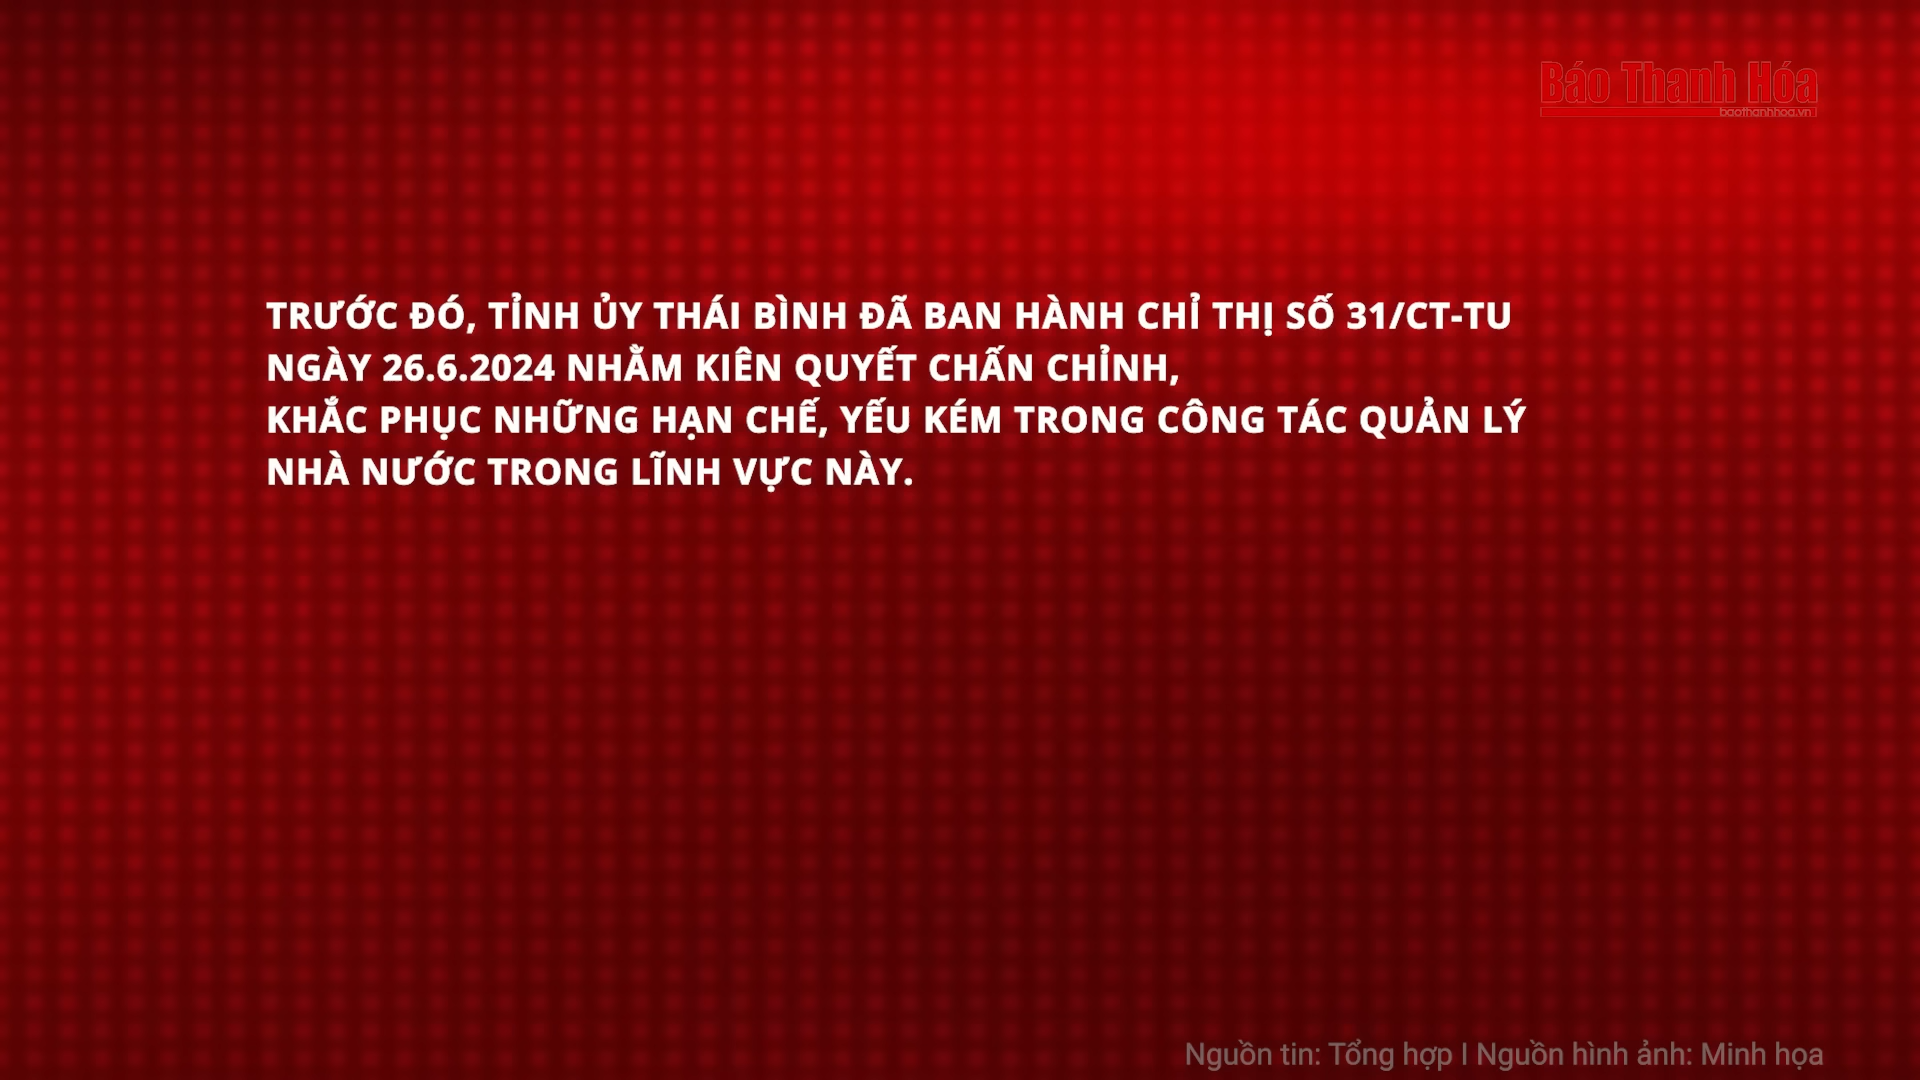 Báo Thanh Hóa
baothanhhoa.vn
TRƯỚC ĐÓ, TỈNH ỦY THÁI BÌNH ĐÃ BAN HÀNH CHỈ THỊ SỐ 31/CT-TU
NGÀY 26.6.2024 NHẰM KIÊN QUYẾT CHẤN CHỈNH,
KHẮC PHỤC NHỮNG HẠN CHẾ, YẾU KÉM TRONG CÔNG TÁC QUẢN LÝ
NHÀ NƯỚC TRONG LĨNH VỰC NÀY.
Nguồn tin: Tổng hợp I Nguồn hình ảnh: Minh họa